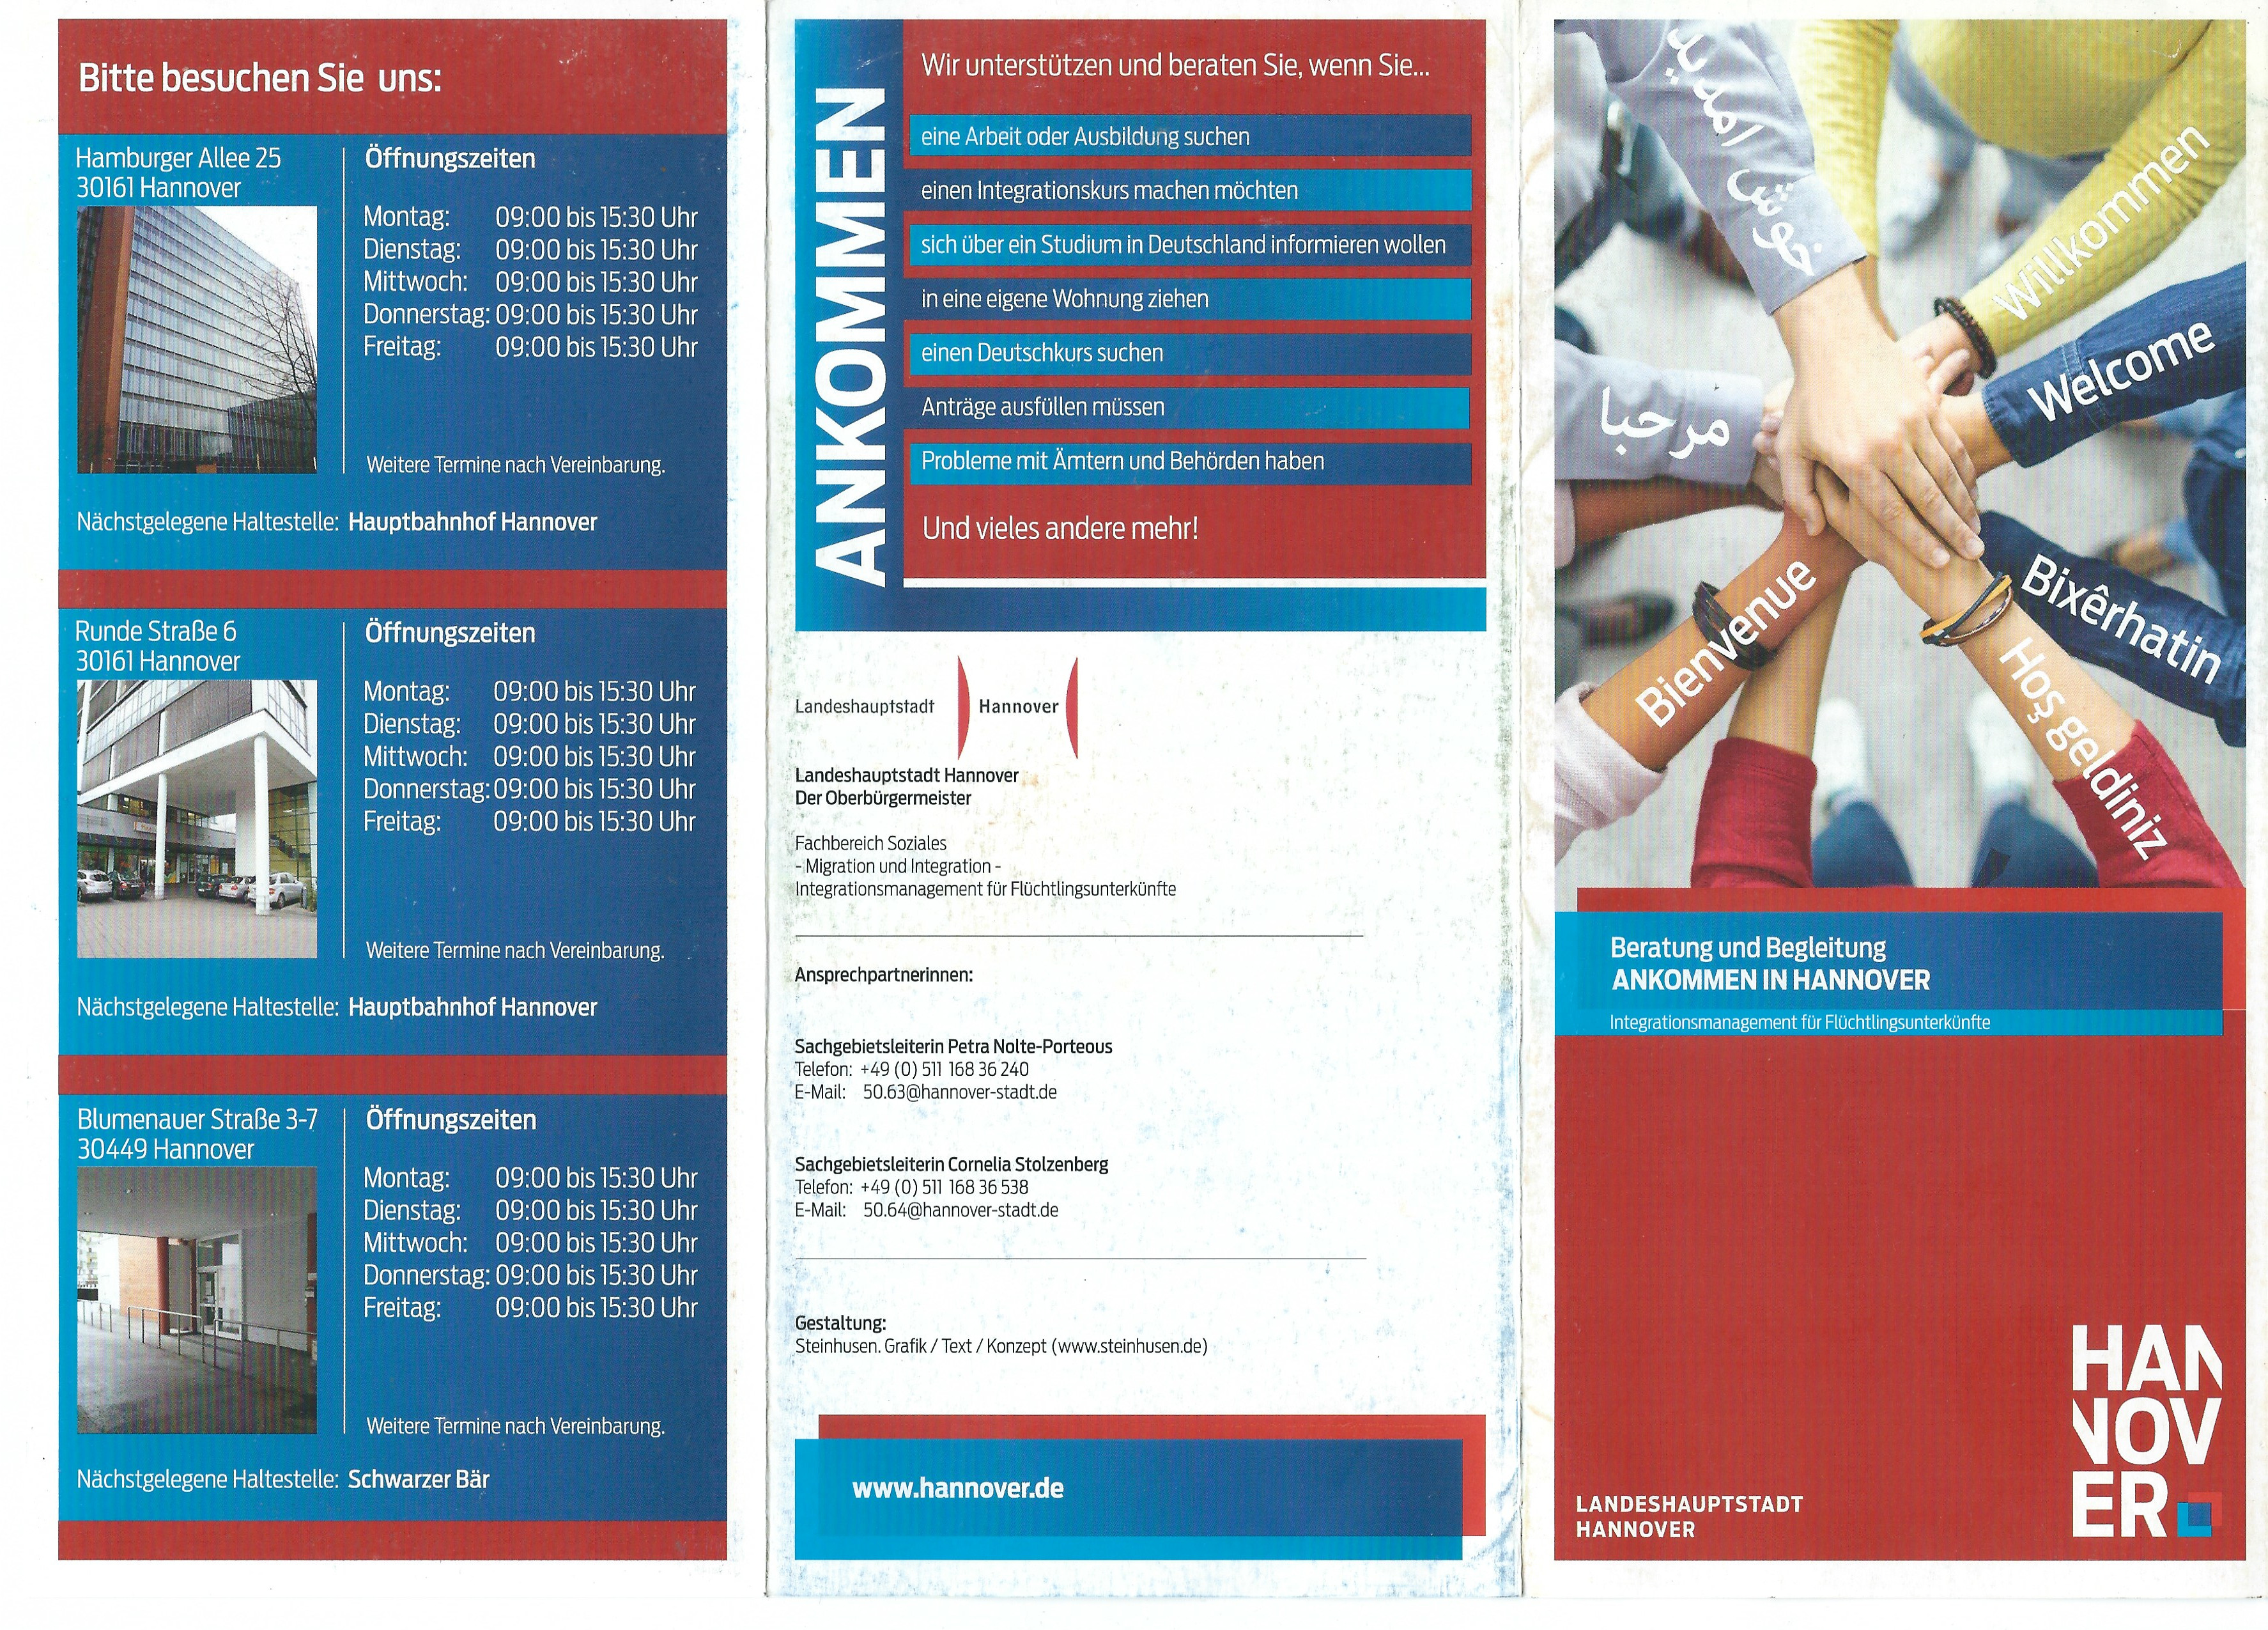 Bitte besuchen Sie uns:
Hamburger Allee 25
30161 Hannover
Öffnungszeiten
Montag: 09:00 bis 15:30 Uhr
Dienstag: 09:00 bis 15:30 Uhr
Mittwoch: 09:00 bis 15:30 Uhr
Donnerstag: 09:00 bis 15:30 Uhr
Freitag: 09:00 bis 15:30 Uhr
Weitere Termine nach Vereinbarung.
Nächstgelegene Haltestelle: Hauptbahnhof Hannover
Runde Straße 6
30161 Hannover
Öffnungszeiten
Montag: 09:00 bis 15:30 Uhr
Dienstag: 09:00 bis 15:30 Uhr
Mittwoch: 09:00 bis 15:30 Uhr
Donnerstag: 09:00 bis 15:30 Uhr
Freitag: 09:00 bis 15:30 Uhr
Weitere Termine nach Vereinbarung.
Nächstgelegene Haltestelle: Hauptbahnhof Hannover
Blumenauer Straße 3-7
30449 Hannover
Öffnungszeiten
Montag: 09:00 bis 15:30 Uhr
Dienstag: 09:00 bis 15:30 Uhr
Mittwoch: 09:00 bis 15:30 Uhr
Donnerstag: 09:00 bis 15:30 Uhr
Freitag: 09:00 bis 15:30 Uhr
Weitere Termine nach Vereinbarung.
Nächstgelegene Haltestelle: Schwarzer Bär
ANKOMMEN
Wir unterstützen und beraten Sie, wenn Sie...
eine Arbeit oder Ausbildung suchen
einen Integrationskurs machen möchten
sich über ein Studium in Deutschland informieren wollen
in eine eigene Wohnung ziehen
einen Deutschkurs suchen
Anträge ausfüllen müssen
Probleme mit Ämtern und Behörden haben
Und vieles andere mehr!
Landeshauptstadt Hannover
Landeshauptstadt Hannover
Der Oberbürgermeister
Fachbereich Soziales
- Migration und Integration -
Integrationsmanagement für Flüchtlingsunterkünfte
Ansprechpartnerinnen:
Sachgebietsleiterin Petra Nolte-Porteous
Telefon: +49 (0) 511 168 36 240
E-Mail: 50.63@hannover-stadt.de
Sachgebietsleiterin Cornelia Stolzenberg
Telefon: +49 (0) 511 168 36 538
E-Mail: 50.64@hannover-stadt.de
Gestaltung:
Steinhusen. Grafik / Text / Konzept (www.steinhusen.de)
www.hannover.de
خوش امدید
Willkommen
Welcome
مرحبا
Bienvenue
Bixêrhatin
Hoş geldiniz
Beratung und Begleitung
ANKOMMEN IN HANNOVER
Integrationsmanagement für Flüchtlingsunterkünfte
LANDESHAUPTSTADT
HANNOVER
HAN
NOV
ER